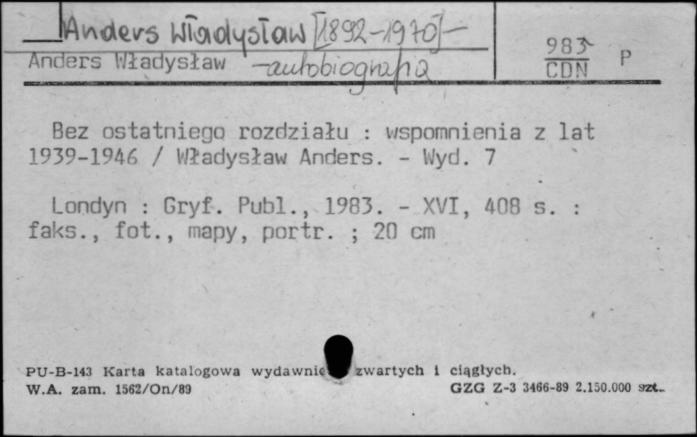 Anders Władysław [1892-1970] -
Anders Władysław - autobiografia
983
CDN
P
Bez ostatniego rozdziału : wspomnienia z lat
1939-1946 / Władysław Anders. - Wyd. 7
Londyn : Gryf. Publ., 1983. - XVI, 408 s. :
faks., fot., mapy, portr. ; 20 cm
PU-B-143 Karta katalogowa zwartych i ciągłych.
W.A. zam. 1562/On/89
GZG Z-3 3466-89 2.150.000 szt.